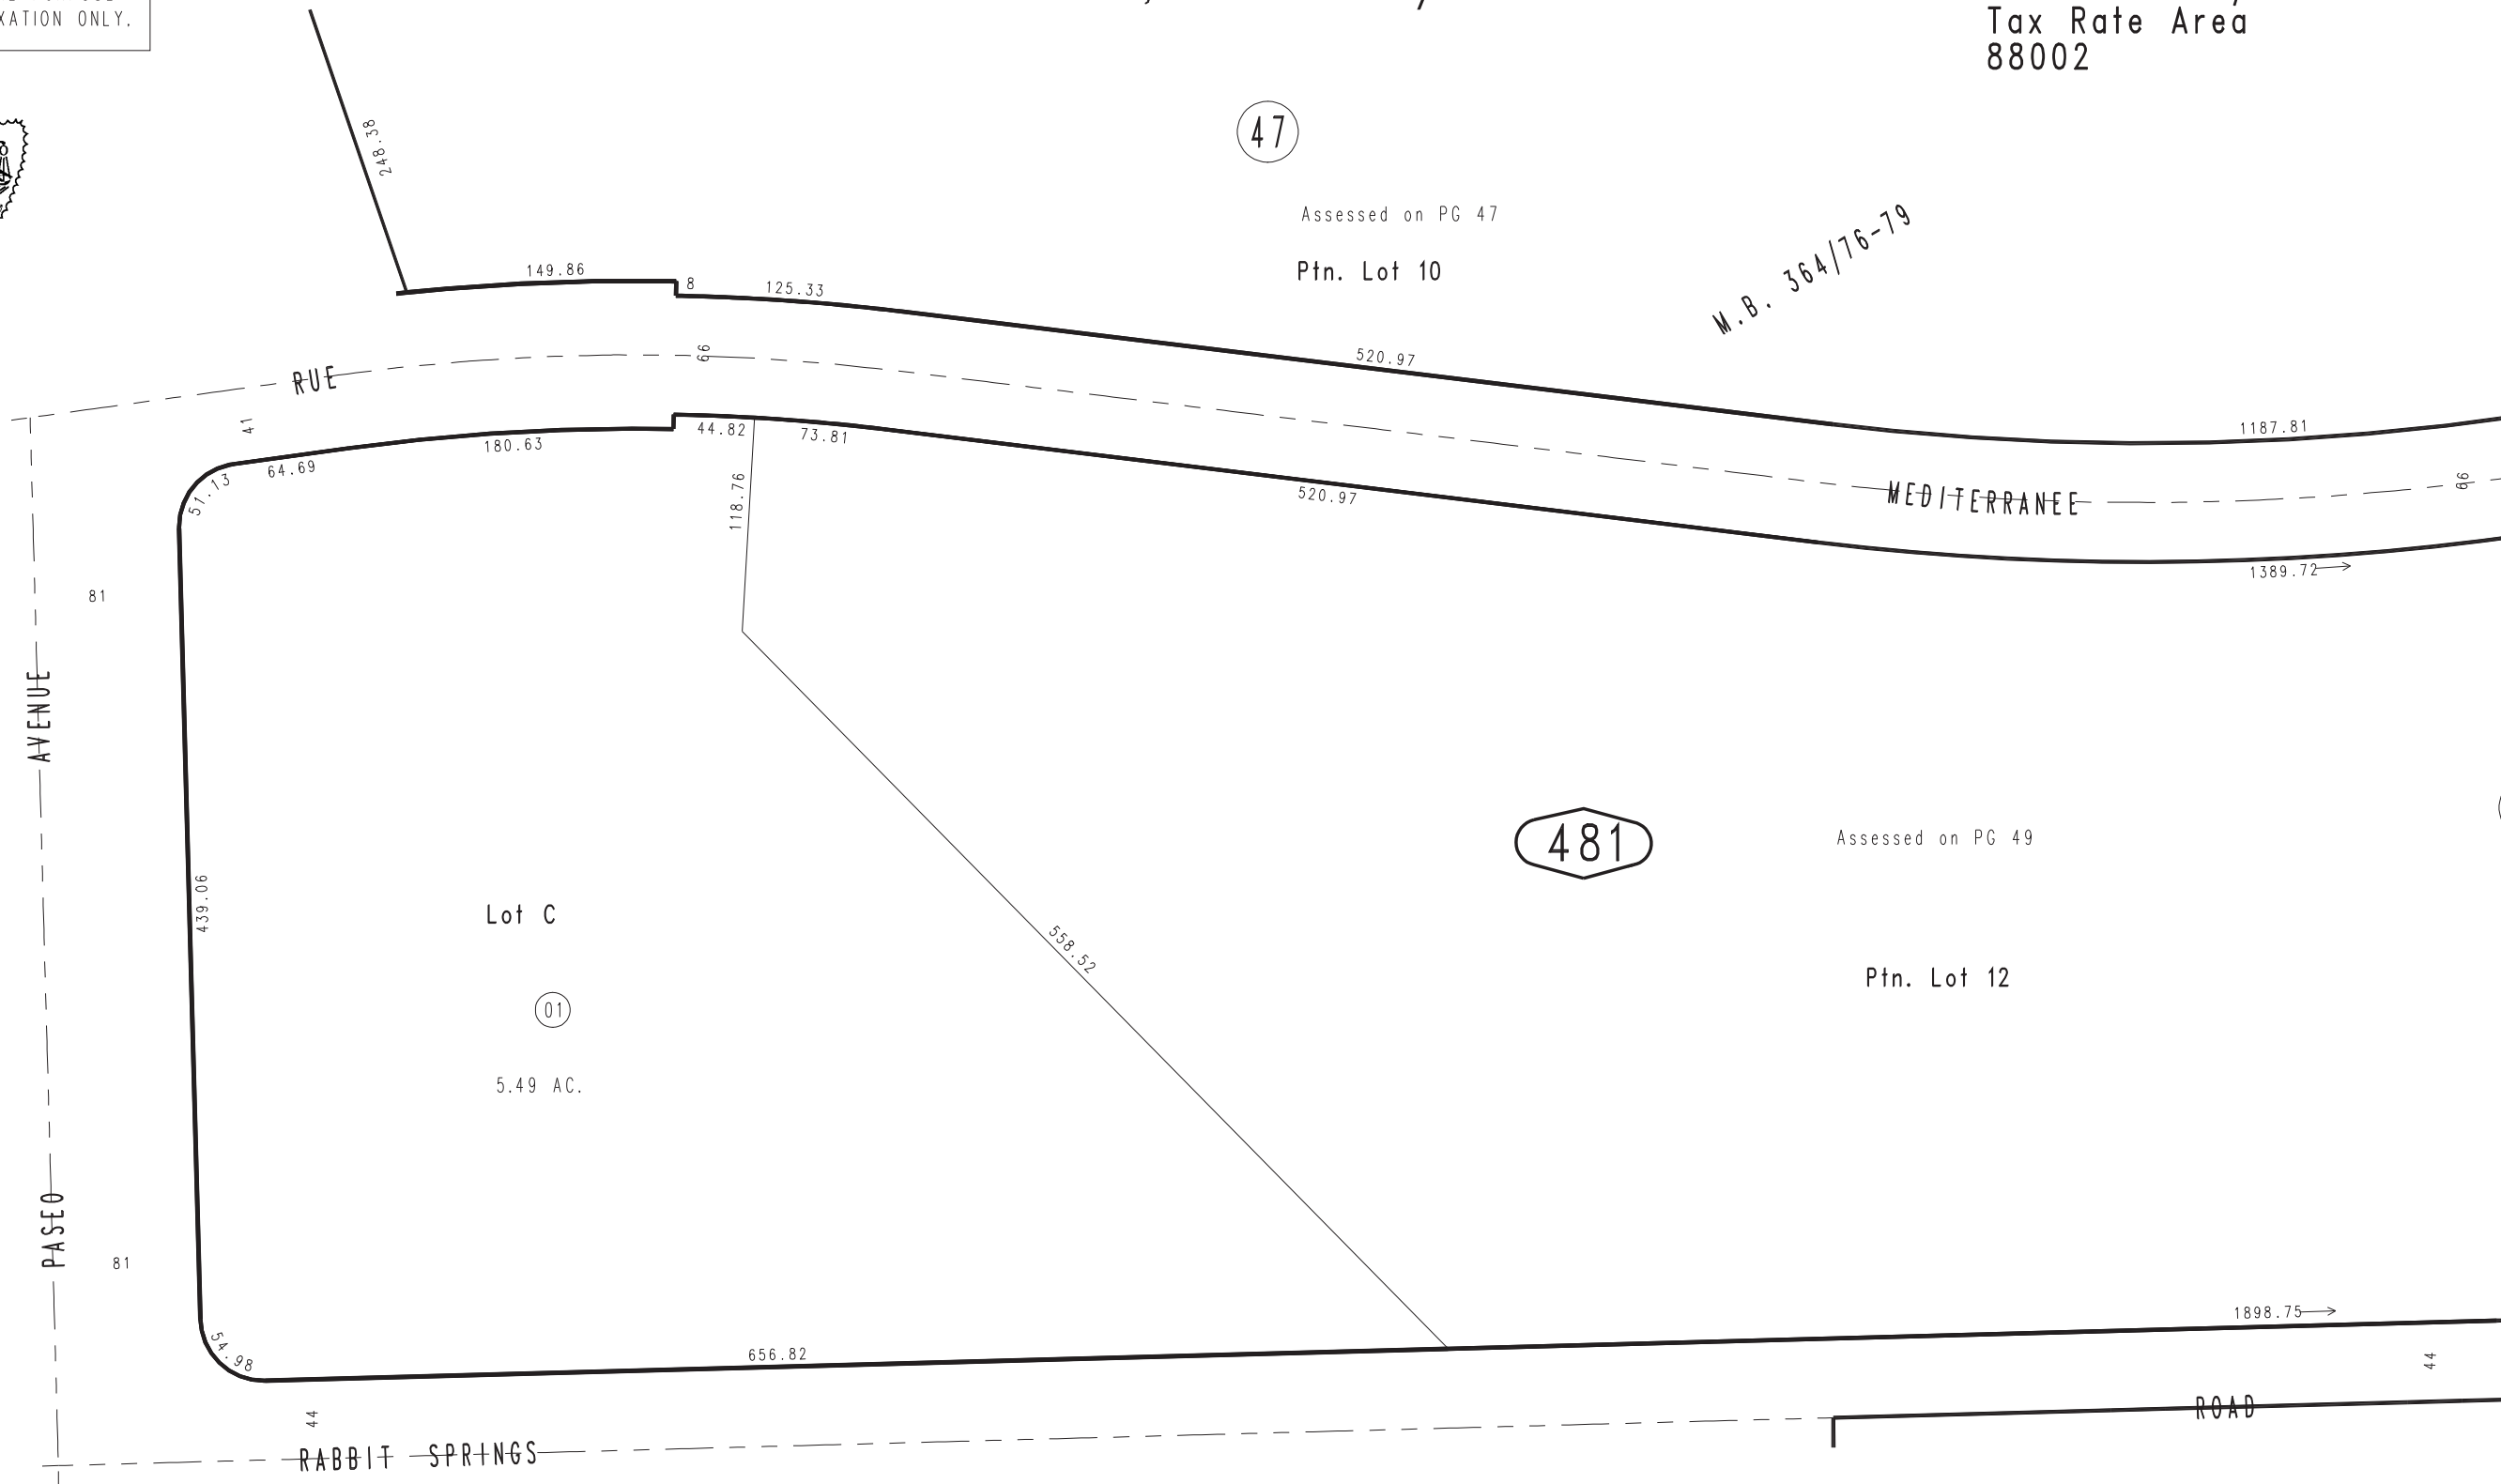 XATION ONLY.
Tax Rate Area
88002
248.38
47
Assessed on PG 47
Ptn. Lot 10
M.B. 364/76-79
149.86
8
125.33
520.97
66
RUE
41
180.63
44.82
73.81
64.69
51.13
118.76
520.97
1187.81
66
MEDITERRANEE
1389.72
81
AVENUE
481
Assessed on PG 49
439.06
Lot C
558.52
Ptn. Lot 12
01
5.49 AC.
PASEO
81
54.98
656.82
1898.75
44
44
ROAD
RABBIT SPRINGS